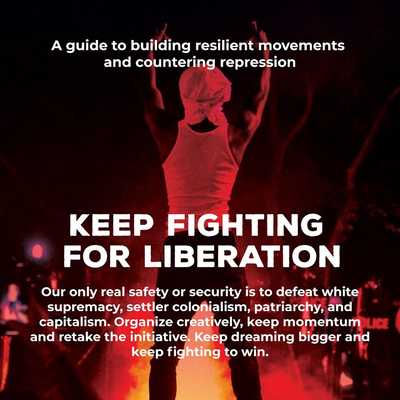 A guide to building resilient movements
and countering repression
KEEP FIGHTING
FOR LIBERATION
Our only real safety or security is to defeat white
supremacy, settler colonialism, patriarchy, and
capitalism. Organize creatively, keep momentum
and retake the initiative. Keep dreaming bigger and
keep fighting to win.